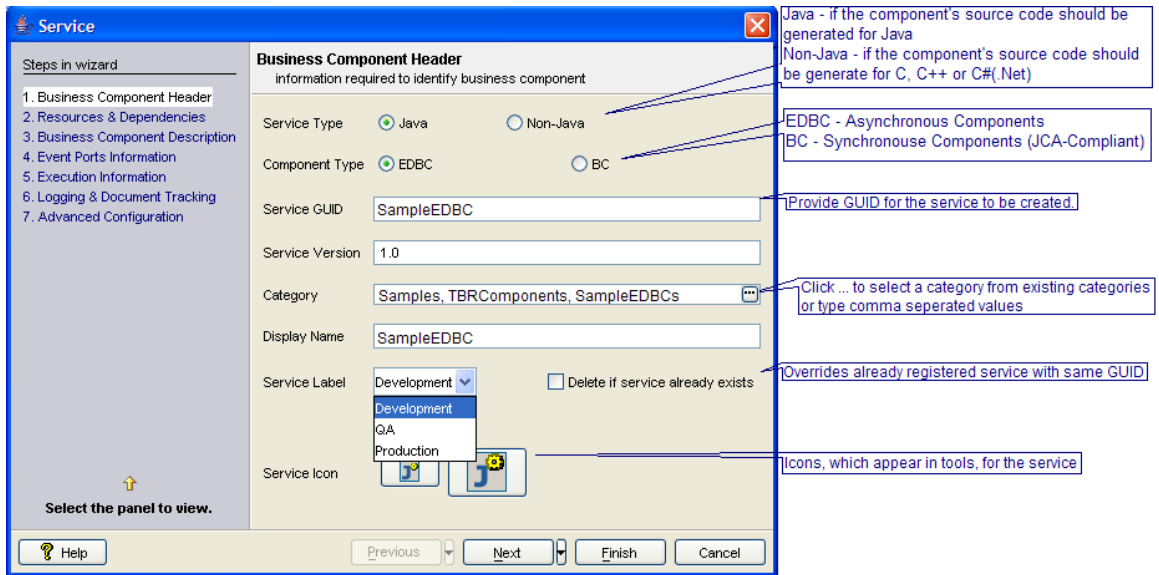 Service
Steps in wizard
1. Business Component Header
2. Resources & Dependencies
3. Business Component Description
4. Event Ports Information
5. Execution Information
6. Logging & Document Tracking
7. Advanced Configuration
Select the panel to view.
Business Component Header
information required to identify business component
Service Type Java Non-Java
Component Type EDBC BC
Service GUID SampleEDBC
Service Version 1.0
Category Samples, TBRComponents, SampleEDBCs ...
Display Name SampleEDBC
Service Label Development Delete if service already exists
Development
QA
Production
Service Icon
Help Previous Next Finish Cancel
Java - if the component's source code should be
generated for Java
Non-Java - if the component's source code should
be generate for C, C++ or C#(.Net)
EDBC - Asynchronous Components
BC - Synchronouse Components (JCA-Compliant)
Provide GUID for the service to be created.
Click ... to select a category from existing categories
or type comma seperated values
Overrides already registered service with same GUID
Icons, which appear in tools, for the service